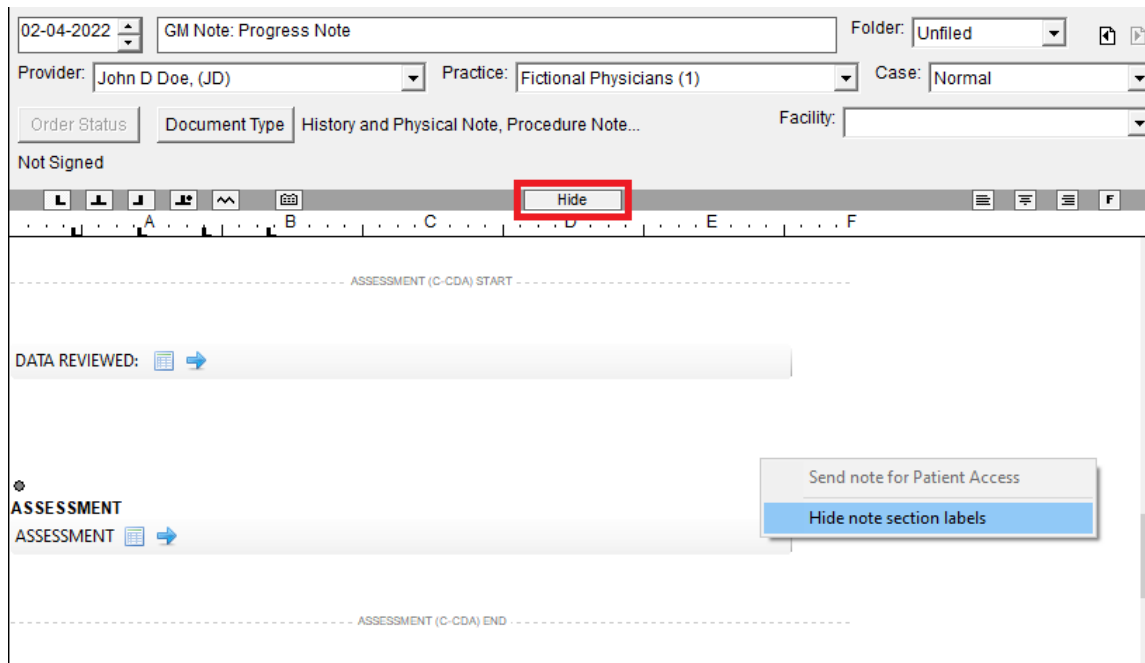 02-04-2022 GM Note: Progress Note Folder: Unfiled
Provider: John D Doe, (JD) Practice: Fictional Physicians (1) Case: Normal
Order Status Document Type History and Physical Note, Procedure Note... Facility:
Not Signed
Hide F
A B C D E F
ASSESSMENT (C-CDA) START
DATA REVIEWED:
Send note for Patient Access
ASSESSMENT
Hide note section labels
ASSESSMENT
ASSESSMENT (C-CDA) END